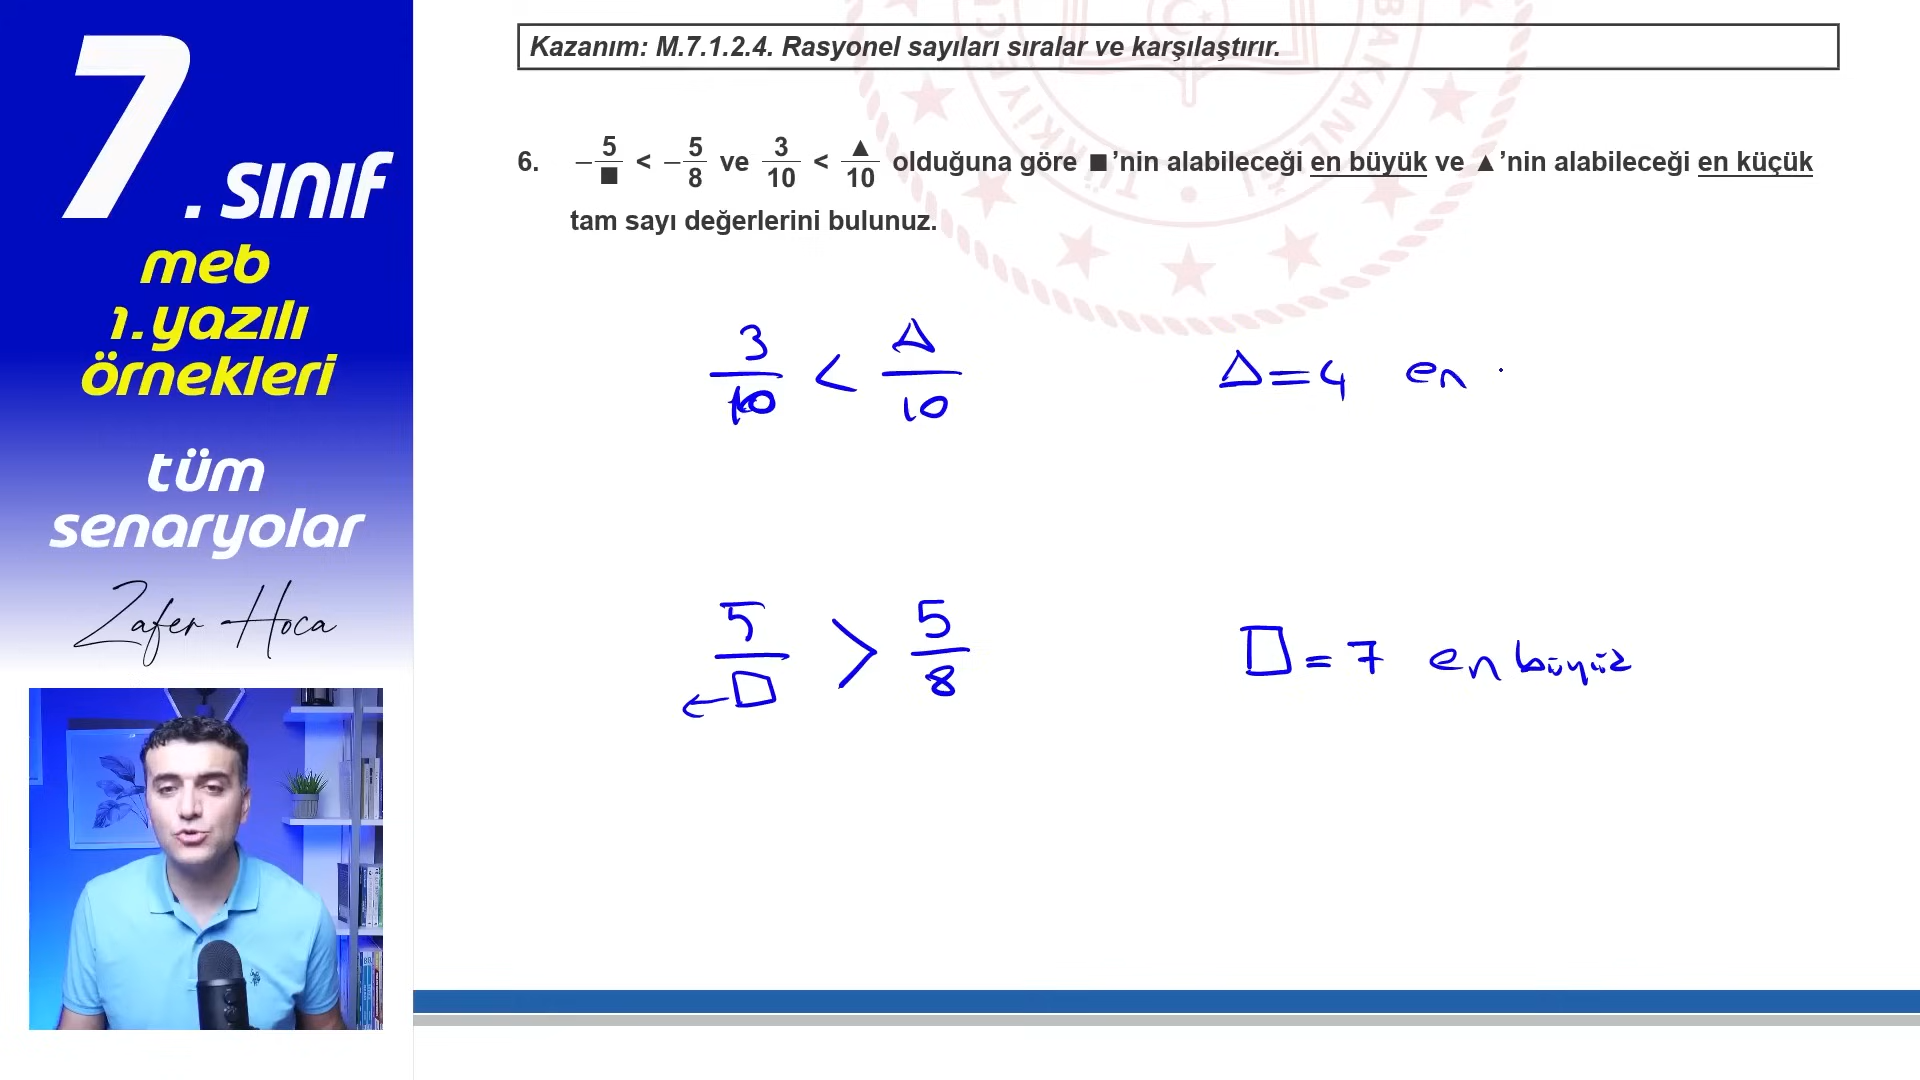 7. SINIF
meb
1.yazılı
örnekleri
tüm
senaryolar
Zafer Hoca
Kazanım: M.7.1.2.4. Rasyonel sayıları sıralar ve karşılaştırır.
6. −5/■ < −5/8 ve 3/10 < ▲/10 olduğuna göre ■'nin alabileceği en büyük ve ▲'nin alabileceği en küçük
tam sayı değerlerini bulunuz.
3/10 < Δ/10
Δ=4 en
5/□ > 5/8
□=7 en büyük